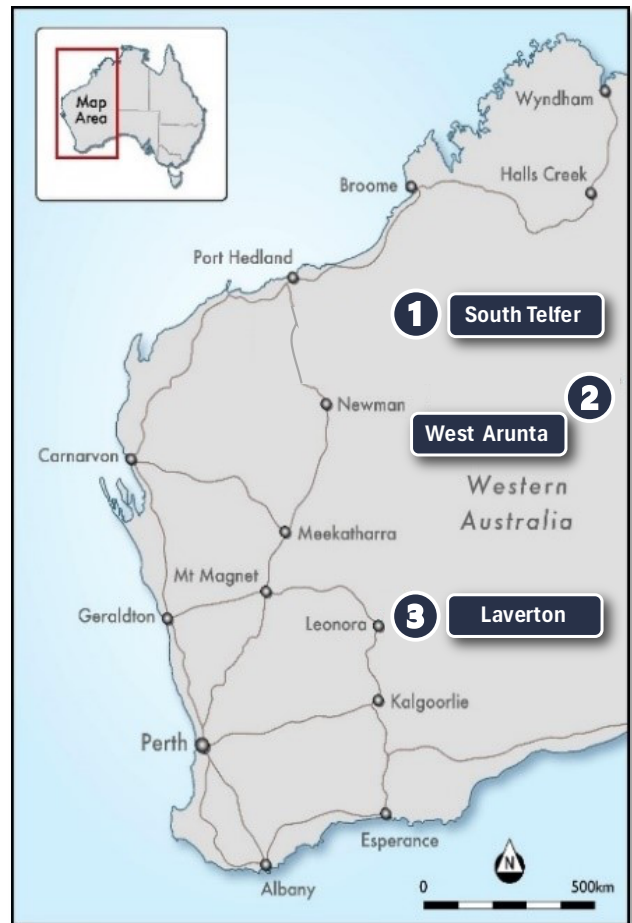 Map
Area
Wyndham
Halls Creek
Broome
Port Hedland
1
South Telfer
2
Newman
West Arunta
Carnarvon
Western
Australia
Meekatharra
Mt Magnet
Geraldton
Leonora
3
Laverton
Kalgoorlie
Perth
Esperance
Albany
N
0
500km